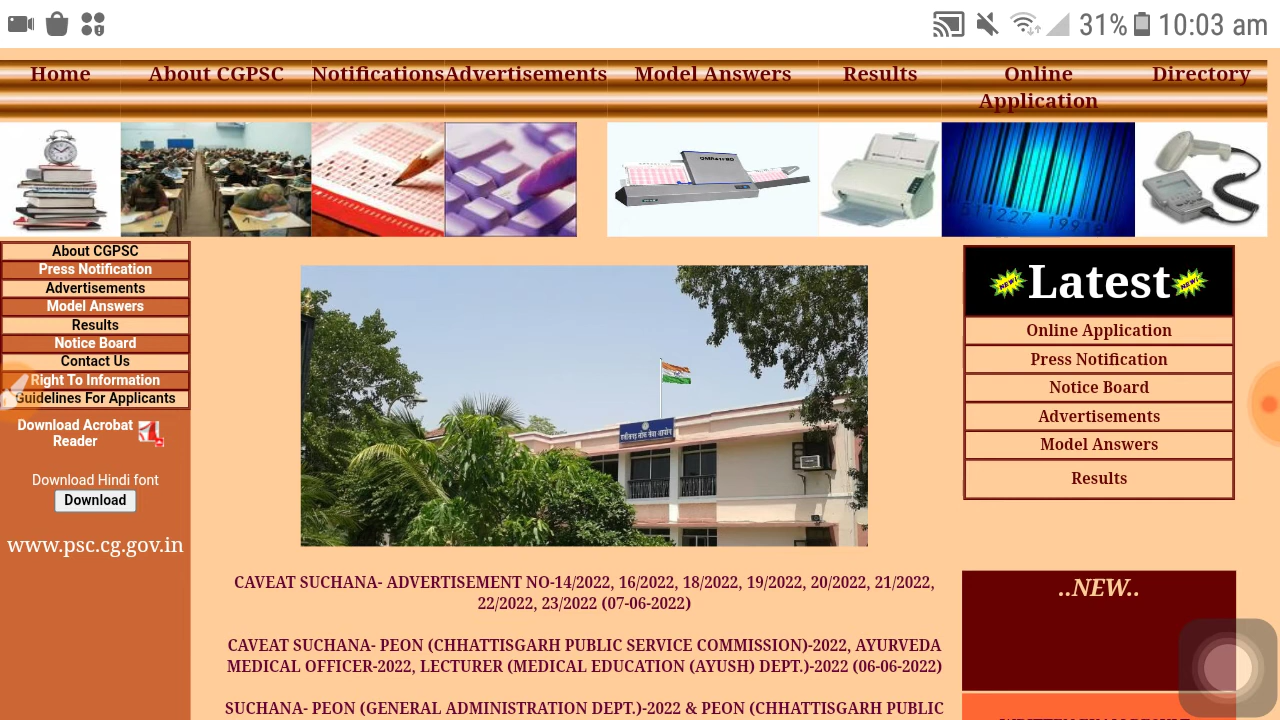 31% 10:03 am
Home About CGPSC Notifications Advertisements Model Answers Results Online Application Directory
About CGPSC
Press Notification
Advertisements
Model Answers
Results
Notice Board
Contact Us
Right To Information
Guidelines For Applicants
Download Acrobat
Reader
Download Hindi font
Download
www.psc.cg.gov.in
छत्तीसगढ़ लोक सेवा आयोग
CAVEAT SUCHANA- ADVERTISEMENT NO-14/2022, 16/2022, 18/2022, 19/2022, 20/2022, 21/2022,
22/2022, 23/2022 (07-06-2022)
CAVEAT SUCHANA- PEON (CHHATTISGARH PUBLIC SERVICE COMMISSION)-2022, AYURVEDA
MEDICAL OFFICER-2022, LECTURER (MEDICAL EDUCATION (AYUSH) DEPT.)-2022 (06-06-2022)
SUCHANA- PEON (GENERAL ADMINISTRATION DEPT.)-2022 & PEON (CHHATTISGARH PUBLIC
NEW! Latest NEW!
Online Application
Press Notification
Notice Board
Advertisements
Model Answers
Results
..NEW..